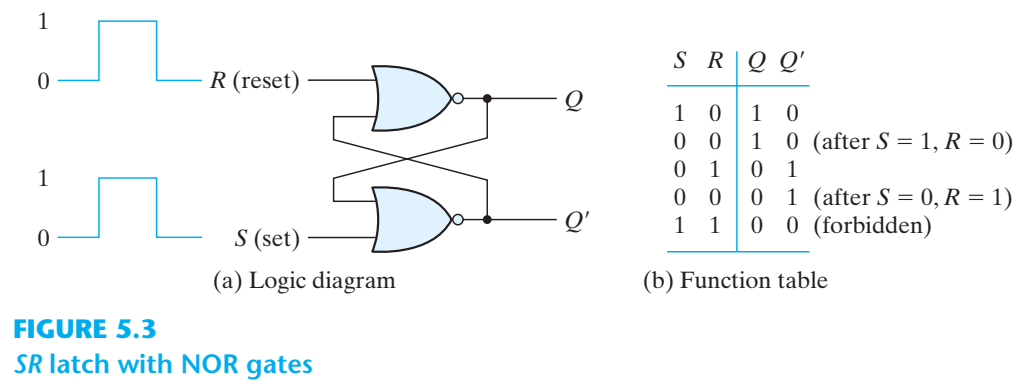 1
0
R (reset)
Q
1
0
S (set)
Q′
(a) Logic diagram
S R Q Q′
1 0 1 0
0 0 1 0 (after S = 1, R = 0)
0 1 0 1
0 0 0 1 (after S = 0, R = 1)
1 1 0 0 (forbidden)
(b) Function table
FIGURE 5.3
SR latch with NOR gates